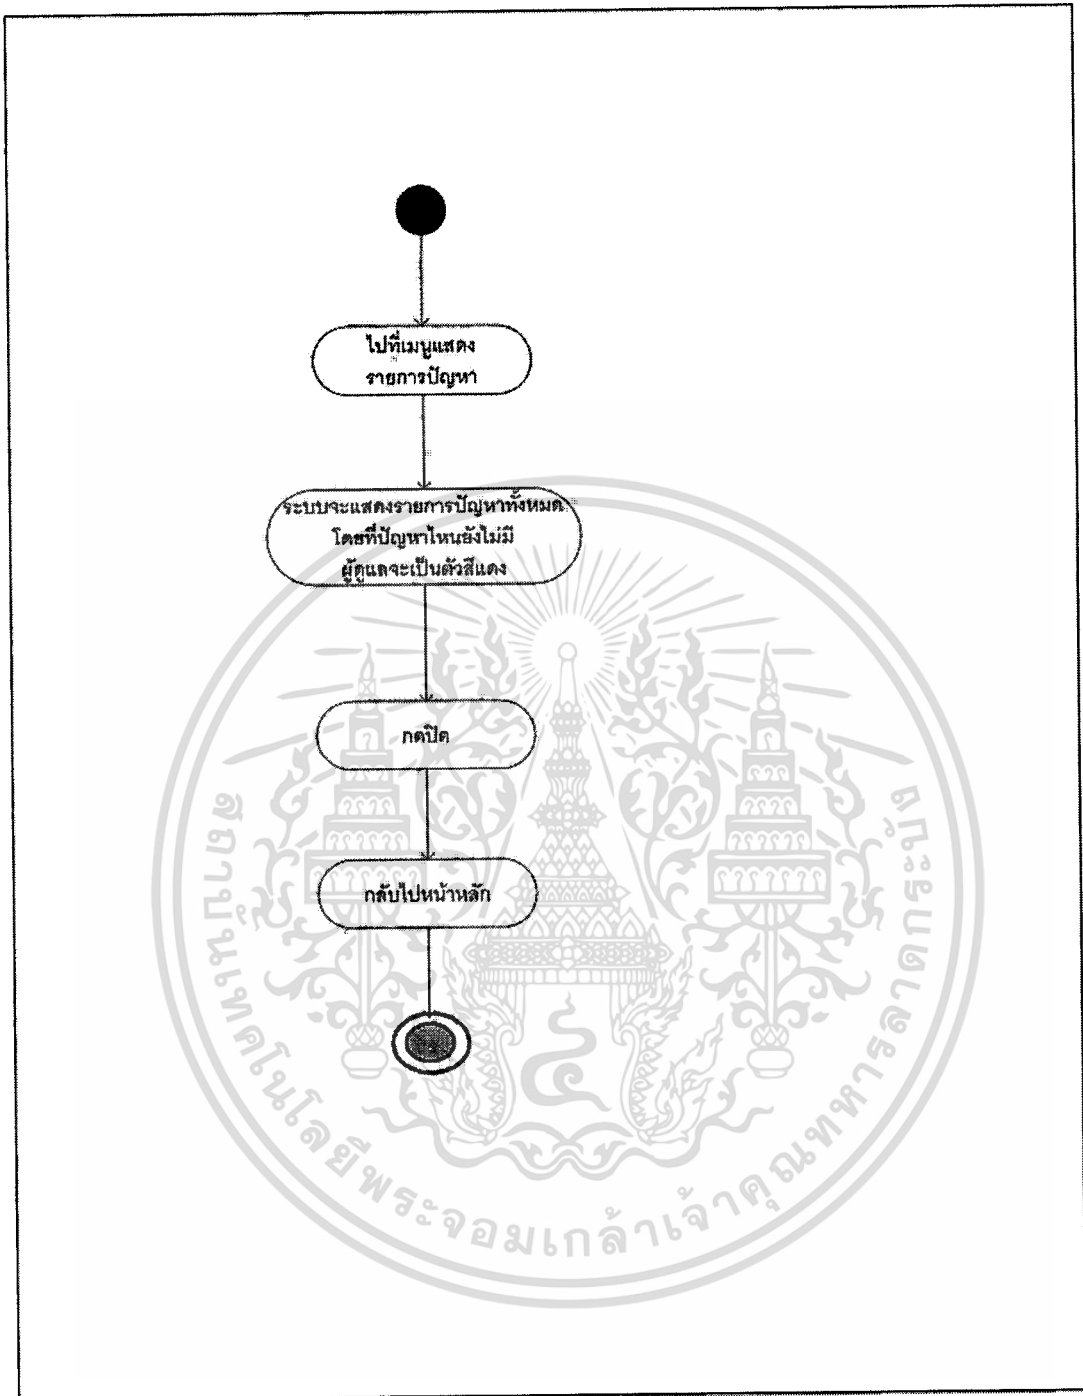 ไปที่เมนูแสดง
รายการปัญหา
ระบบจะแสดงรายการปัญหาทั้งหมด
โดยที่ปัญหาไหนยังไม่มี
ผู้ดูแลจะเป็นตัวสีแดง
กดปิด
กลับไปหน้าหลัก
สถาบันเทคโนโลยีพระจอมเกล้าเจ้าคุณทหารลาดกระบัง